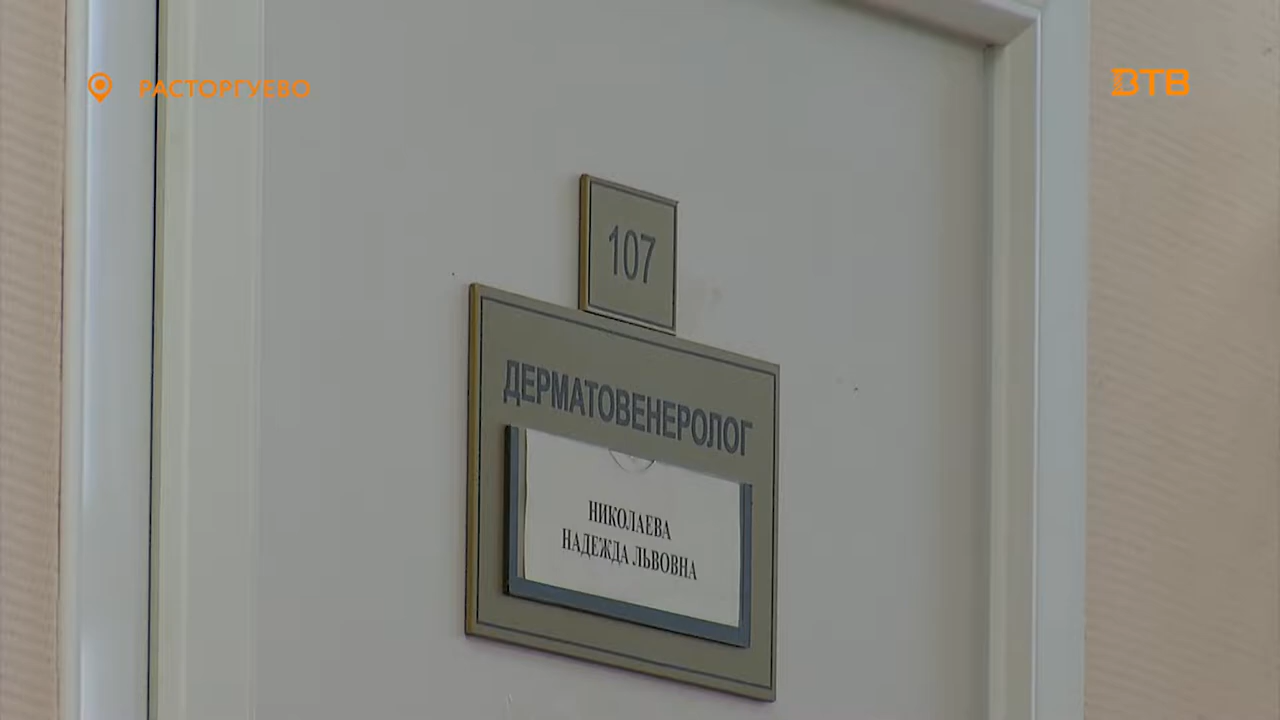 РАСТОРГУЕВО
ВТВ
107
ДЕРМАТОВЕНЕРОЛОГ
НИКОЛАЕВА
НАДЕЖДА ЛЬВОВНА